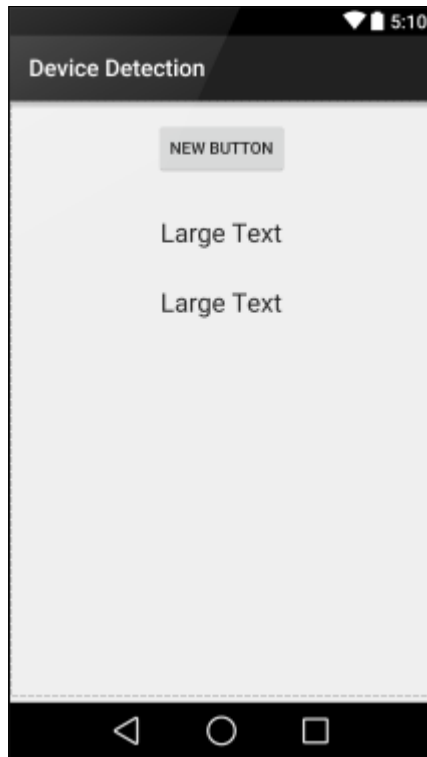 5:10
Device Detection
NEW BUTTON
Large Text
Large Text